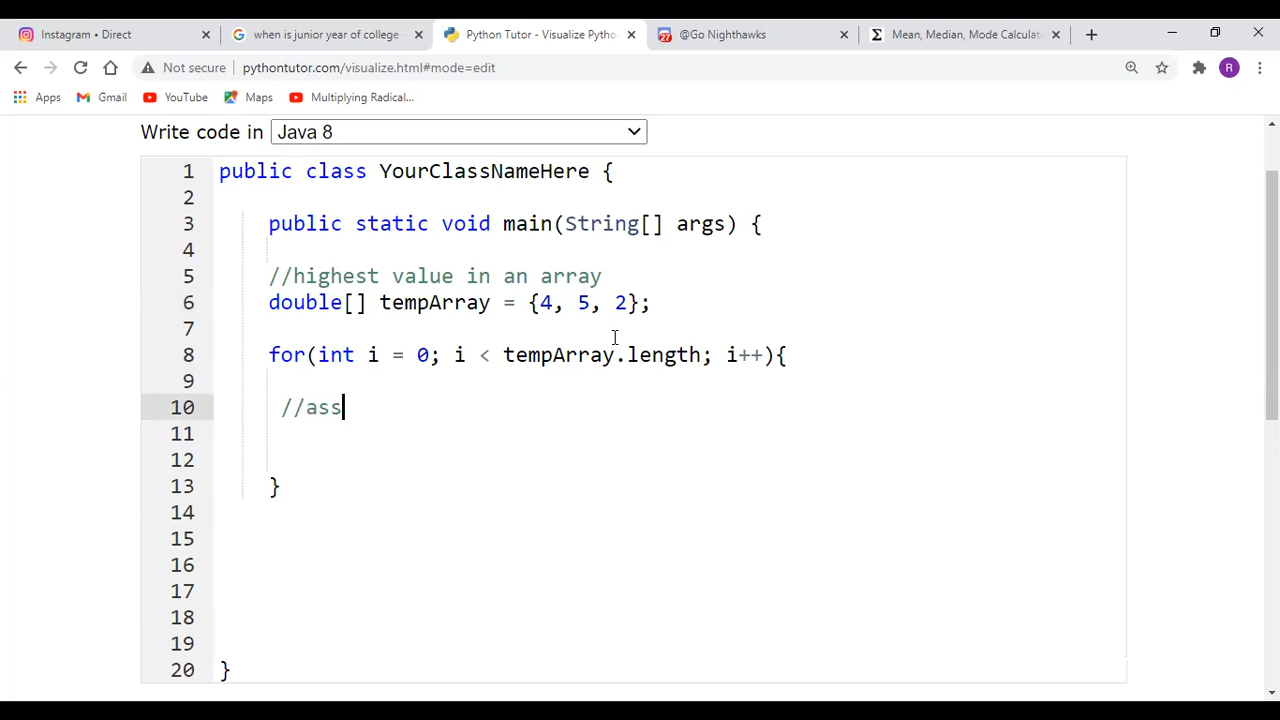 Instagram • Direct
when is junior year of college
Python Tutor - Visualize Pytho
27
@Go Nighthawks
Mean, Median, Mode Calculat
Not secure
pythontutor.com/visualize.html#mode=edit
R
Apps
Gmail
YouTube
Maps
Multiplying Radical...
Write code in Java 8
1 public class YourClassNameHere {
2
3 public static void main(String[] args) {
4
5 //highest value in an array
6 double[] tempArray = {4, 5, 2};
7
8 for(int i = 0; i < tempArray.length; i++){
9
10 //ass
11
12
13 }
14
15
16
17
18
19
20 }